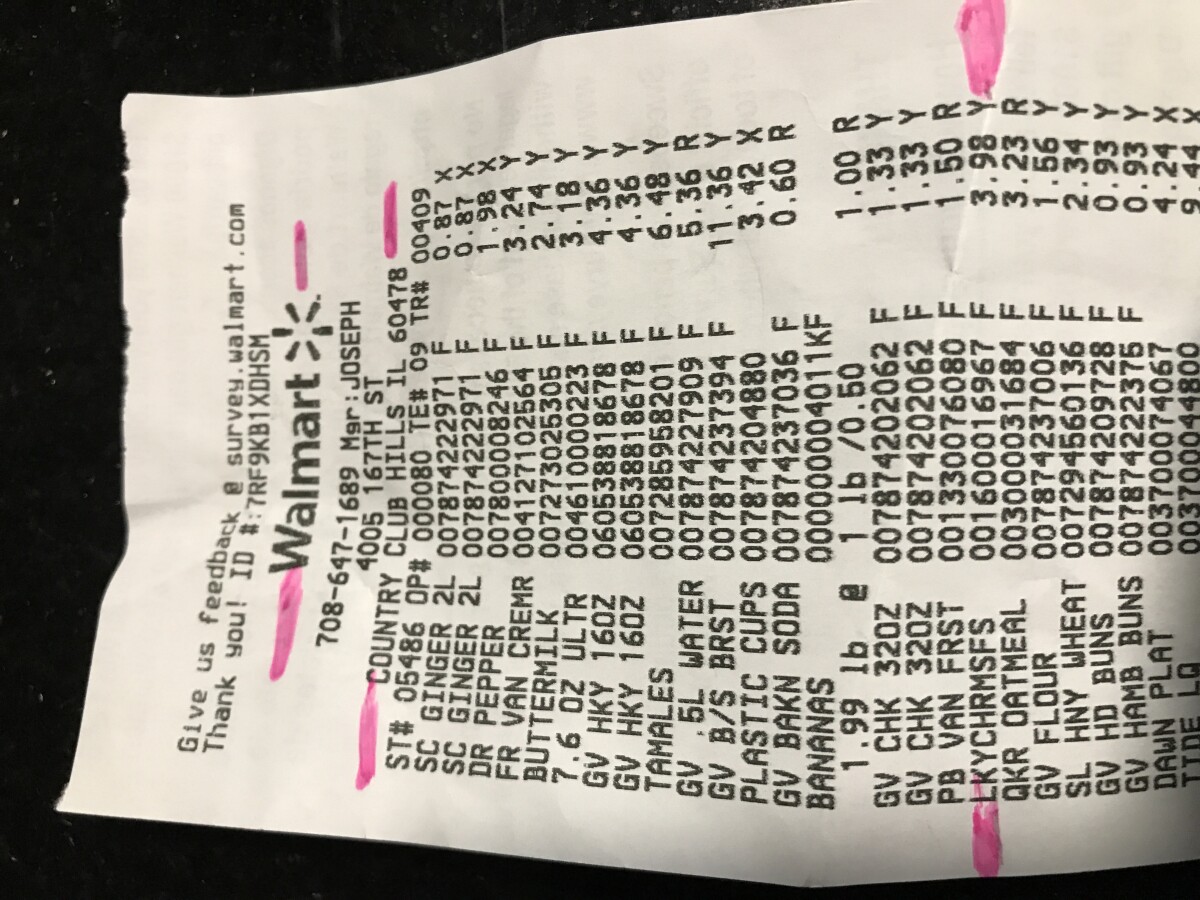 Give us feedback @ survey.walmart.com
Thank you! ID #:7RF9KB1XDHSM
Walmart
708-647-1689 Mgr:JOSEPH
4005 167TH ST
COUNTRY CLUB HILLS IL 60478
ST# 05486 OP# 000080 TE# 09 TR# 00409
SC GINGER 2L 007874222971 F 0.87 X
SC GINGER 2L 007874222971 F 0.87 X
DR PEPPER 007800008246 F 1.98 X
FR VAN CREMR 004127102564 F 3.24 Y
BUTTERMILK 007273025305 F 2.74 Y
7.6 OZ ULTR 004610000223 F 3.18 Y
GV HKY 16OZ 060538818678 F 4.36 Y
GV HKY 16OZ 060538818678 F 4.36 Y
TAMALES 007285958201 F 6.48 Y
GV .5L WATER 007874227909 F 5.36 R
GV B/S BRST 007874237394 F 11.36 Y
PLASTIC CUPS 007874204880 3.42 X
GV BAKN SODA 007874237036 F 0.60 R
BANANAS 000000004011KF
1.99 lb @ 1 lb /0.50 1.00 R
GV CHK 32OZ 007874202062 F 1.33 Y
GV CHK 32OZ 007874202062 F 1.33 Y
PB VAN FRST 001330076080 F 1.50 R
LKYCHRMSFS 001600016967 F 3.98 Y
QKR OATMEAL 003000031684 F 3.23 R
GV FLOUR 007874237006 F 1.56 Y
SL HNY WHEAT 007294560136 F 2.34 Y
GV HD BUNS 007874209728 F 0.93 Y
GV HAMB BUNS 007874222375 F 0.93 Y
DAWN PLAT 003700074067 4.24 X
TIDE LQ 003700004800 9.44 X